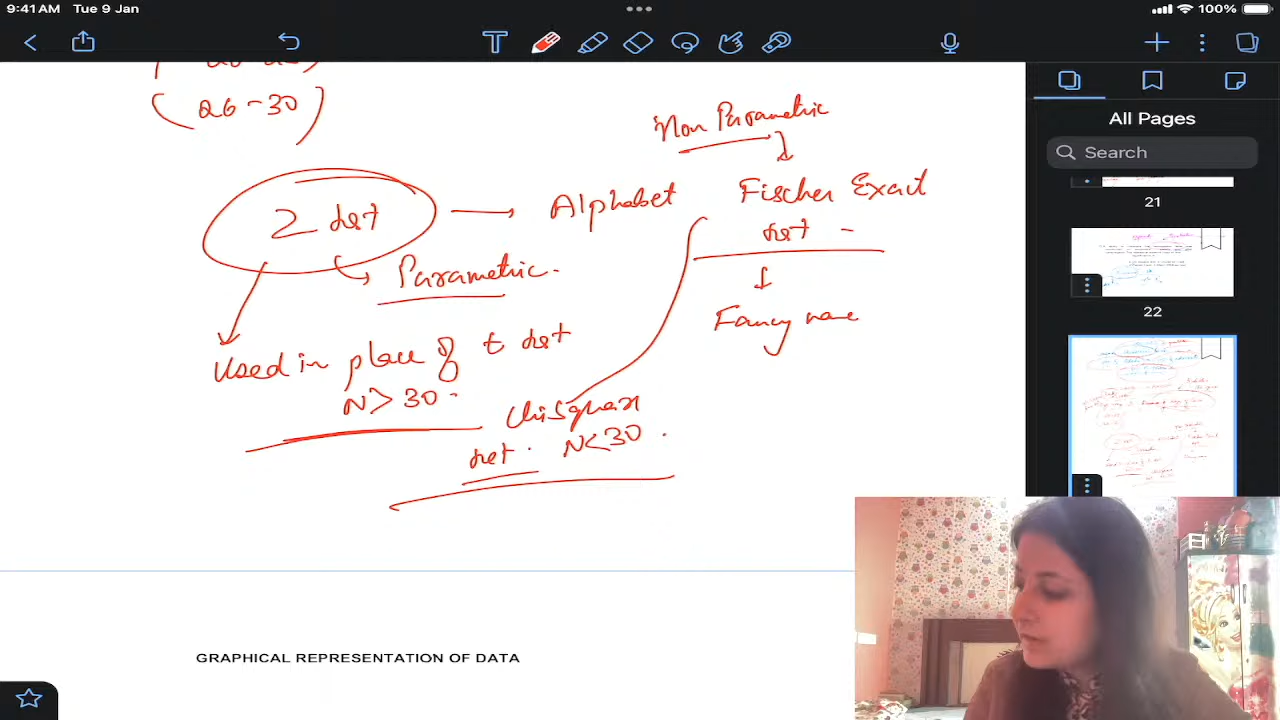 9:41 AM Tue 9 Jan
100%
T
(26-30)
Non Parametric
Z test
Alphabet
Fischer Exact
test -
Parametric.
Fancy name
Used in place of t test
N> 30.
Chisquare
test. N<30.
GRAPHICAL REPRESENTATION OF DATA
All Pages
Search
21
22